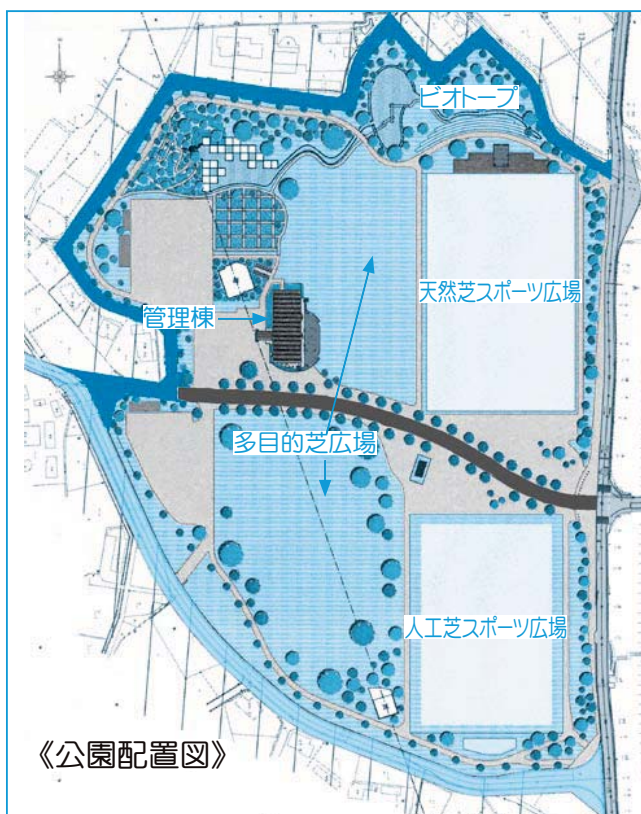 ビオトープ
天然芝スポーツ広場
管理棟
多目的芝広場
人工芝スポーツ広場
《公園配置図》